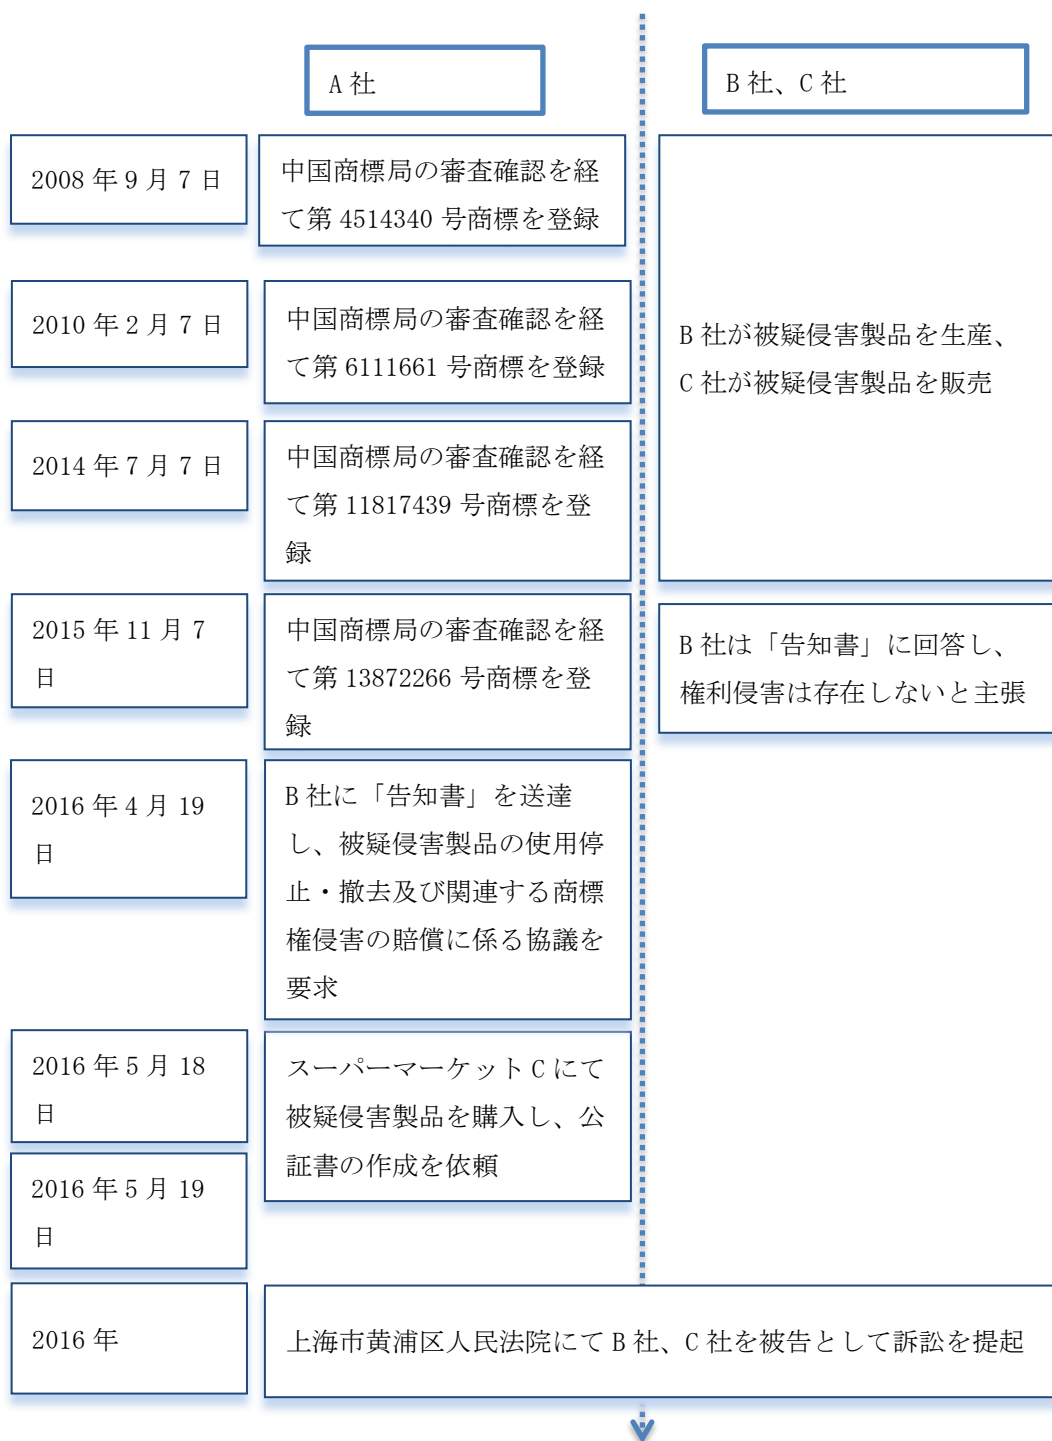 A 社
B 社、C 社
2008 年 9 月 7 日
中国商標局の審査確認を経
て第 4514340 号商標を登録
2010 年 2 月 7 日
中国商標局の審査確認を経
て第 6111661 号商標を登録
B 社が被疑侵害製品を生産、
C 社が被疑侵害製品を販売
2014 年 7 月 7 日
中国商標局の審査確認を経
て第 11817439 号商標を登
録
2015 年 11 月 7
日
中国商標局の審査確認を経
て第 13872266 号商標を登
録
B 社は「告知書」に回答し、
権利侵害は存在しないと主張
2016 年 4 月 19
日
B 社に「告知書」を送達
し、被疑侵害製品の使用停
止・撤去及び関連する商標
権侵害の賠償に係る協議を
要求
2016 年 5 月 18
日
スーパーマーケット C にて
被疑侵害製品を購入し、公
証書の作成を依頼
2016 年 5 月 19
日
2016 年
上海市黄浦区人民法院にて B 社、C 社を被告として訴訟を提起